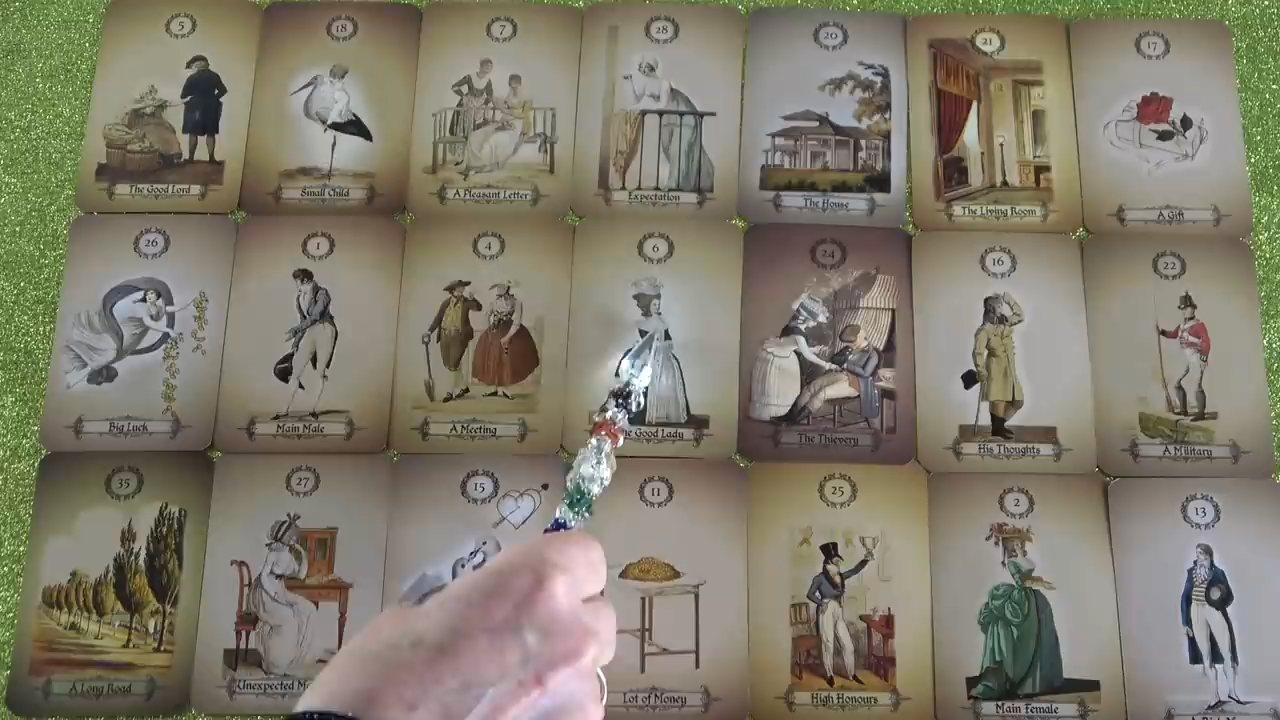 5
The Good Lord
18
Small Child
7
A Pleasant Letter
28
Expectation
20
The House
21
The Living Room
17
A Gift
26
Big Luck
1
Main Male
4
A Meeting
6
e Good Lady
24
The Thievery
16
His Thoughts
22
A Military
35
A Long Road
27
Unexpected M
15
11
Lot of Money
25
High Honours
2
Main Female
13